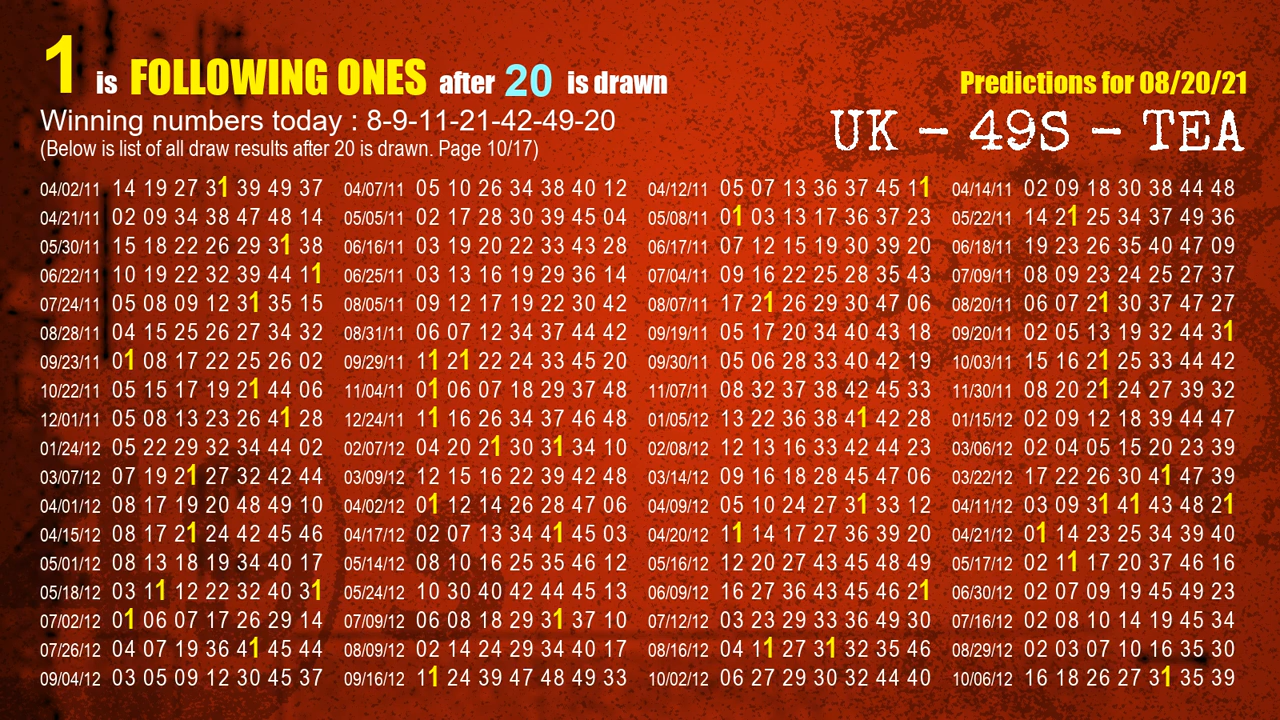 1 is FOLLOWING ONES after 20 is drawn
Predictions for 08/20/21
Winning numbers today : 8-9-11-21-42-49-20
UK - 49S - TEA
(Below is list of all draw results after 20 is drawn. Page 10/17)
04/02/11 14 19 27 31 39 49 37 04/07/11 05 10 26 34 38 40 12 04/12/11 05 07 13 36 37 45 11 04/14/11 02 09 18 30 38 44 48
04/21/11 02 09 34 38 47 48 14 05/05/11 02 17 28 30 39 45 04 05/08/11 01 03 13 17 36 37 23 05/22/11 14 21 25 34 37 49 36
05/30/11 15 18 22 26 29 31 38 06/16/11 03 19 20 22 33 43 28 06/17/11 07 12 15 19 30 39 20 06/18/11 19 23 26 35 40 47 09
06/22/11 10 19 22 32 39 44 11 06/25/11 03 13 16 19 29 36 14 07/04/11 09 16 22 25 28 35 43 07/09/11 08 09 23 24 25 27 37
07/24/11 05 08 09 12 31 35 15 08/05/11 09 12 17 19 22 30 42 08/07/11 17 21 26 29 30 47 06 08/20/11 06 07 21 30 37 47 27
08/28/11 04 15 25 26 27 34 32 08/31/11 06 07 12 34 37 44 42 09/19/11 05 17 20 34 40 43 18 09/20/11 02 05 13 19 32 44 31
09/23/11 01 08 17 22 25 26 02 09/29/11 11 21 22 24 33 45 20 09/30/11 05 06 28 33 40 42 19 10/03/11 15 16 21 25 33 44 42
10/22/11 05 15 17 19 21 44 06 11/04/11 01 06 07 18 29 37 48 11/07/11 08 32 37 38 42 45 33 11/30/11 08 20 21 24 27 39 32
12/01/11 05 08 13 23 26 41 28 12/24/11 11 16 26 34 37 46 48 01/05/12 13 22 36 38 41 42 28 01/15/12 02 09 12 18 39 44 47
01/24/12 05 22 29 32 34 44 02 02/07/12 04 20 21 30 31 34 10 02/08/12 12 13 16 33 42 44 23 03/06/12 02 04 05 15 20 23 39
03/07/12 07 19 21 27 32 42 44 03/09/12 12 15 16 22 39 42 48 03/14/12 09 16 18 28 45 47 06 03/22/12 17 22 26 30 41 47 39
04/01/12 08 17 19 20 48 49 10 04/02/12 01 12 14 26 28 47 06 04/09/12 05 10 24 27 31 33 12 04/11/12 03 09 31 41 43 48 21
04/15/12 08 17 21 24 42 45 46 04/17/12 02 07 13 34 41 45 03 04/20/12 11 14 17 27 36 39 20 04/21/12 01 14 23 25 34 39 40
05/01/12 08 13 18 19 34 40 17 05/14/12 08 10 16 25 35 46 12 05/16/12 12 20 27 43 45 48 49 05/17/12 02 11 17 20 37 46 16
05/18/12 03 11 12 22 32 40 31 05/24/12 10 30 40 42 44 45 13 06/09/12 16 27 36 43 45 46 21 06/30/12 02 07 09 19 45 49 23
07/02/12 01 06 07 17 26 29 14 07/09/12 06 08 18 29 31 37 10 07/12/12 03 23 29 33 36 49 30 07/16/12 02 08 10 14 19 45 34
07/26/12 04 07 19 36 41 45 44 08/09/12 02 14 24 29 34 40 17 08/16/12 04 11 27 31 32 35 46 08/29/12 02 03 07 10 16 35 30
09/04/12 03 05 09 12 30 45 37 09/16/12 11 24 39 47 48 49 33 10/02/12 06 27 29 30 32 44 40 10/06/12 16 18 26 27 31 35 39